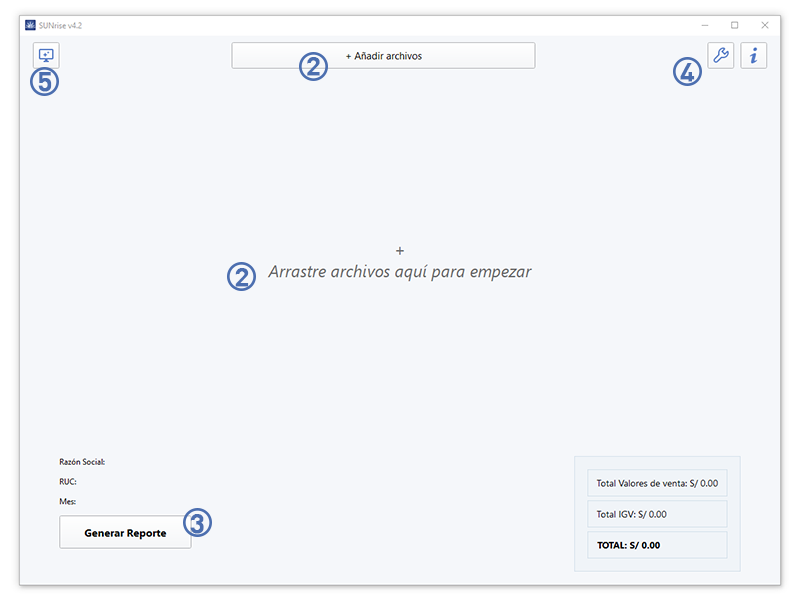 SUNrise v4.2
+ Añadir archivos
2
5
4
i
+
2
Arrastre archivos aquí para empezar
Razón Social:
RUC:
Mes:
Generar Reporte
3
Total Valores de venta: S/ 0.00
Total IGV: S/ 0.00
TOTAL: S/ 0.00